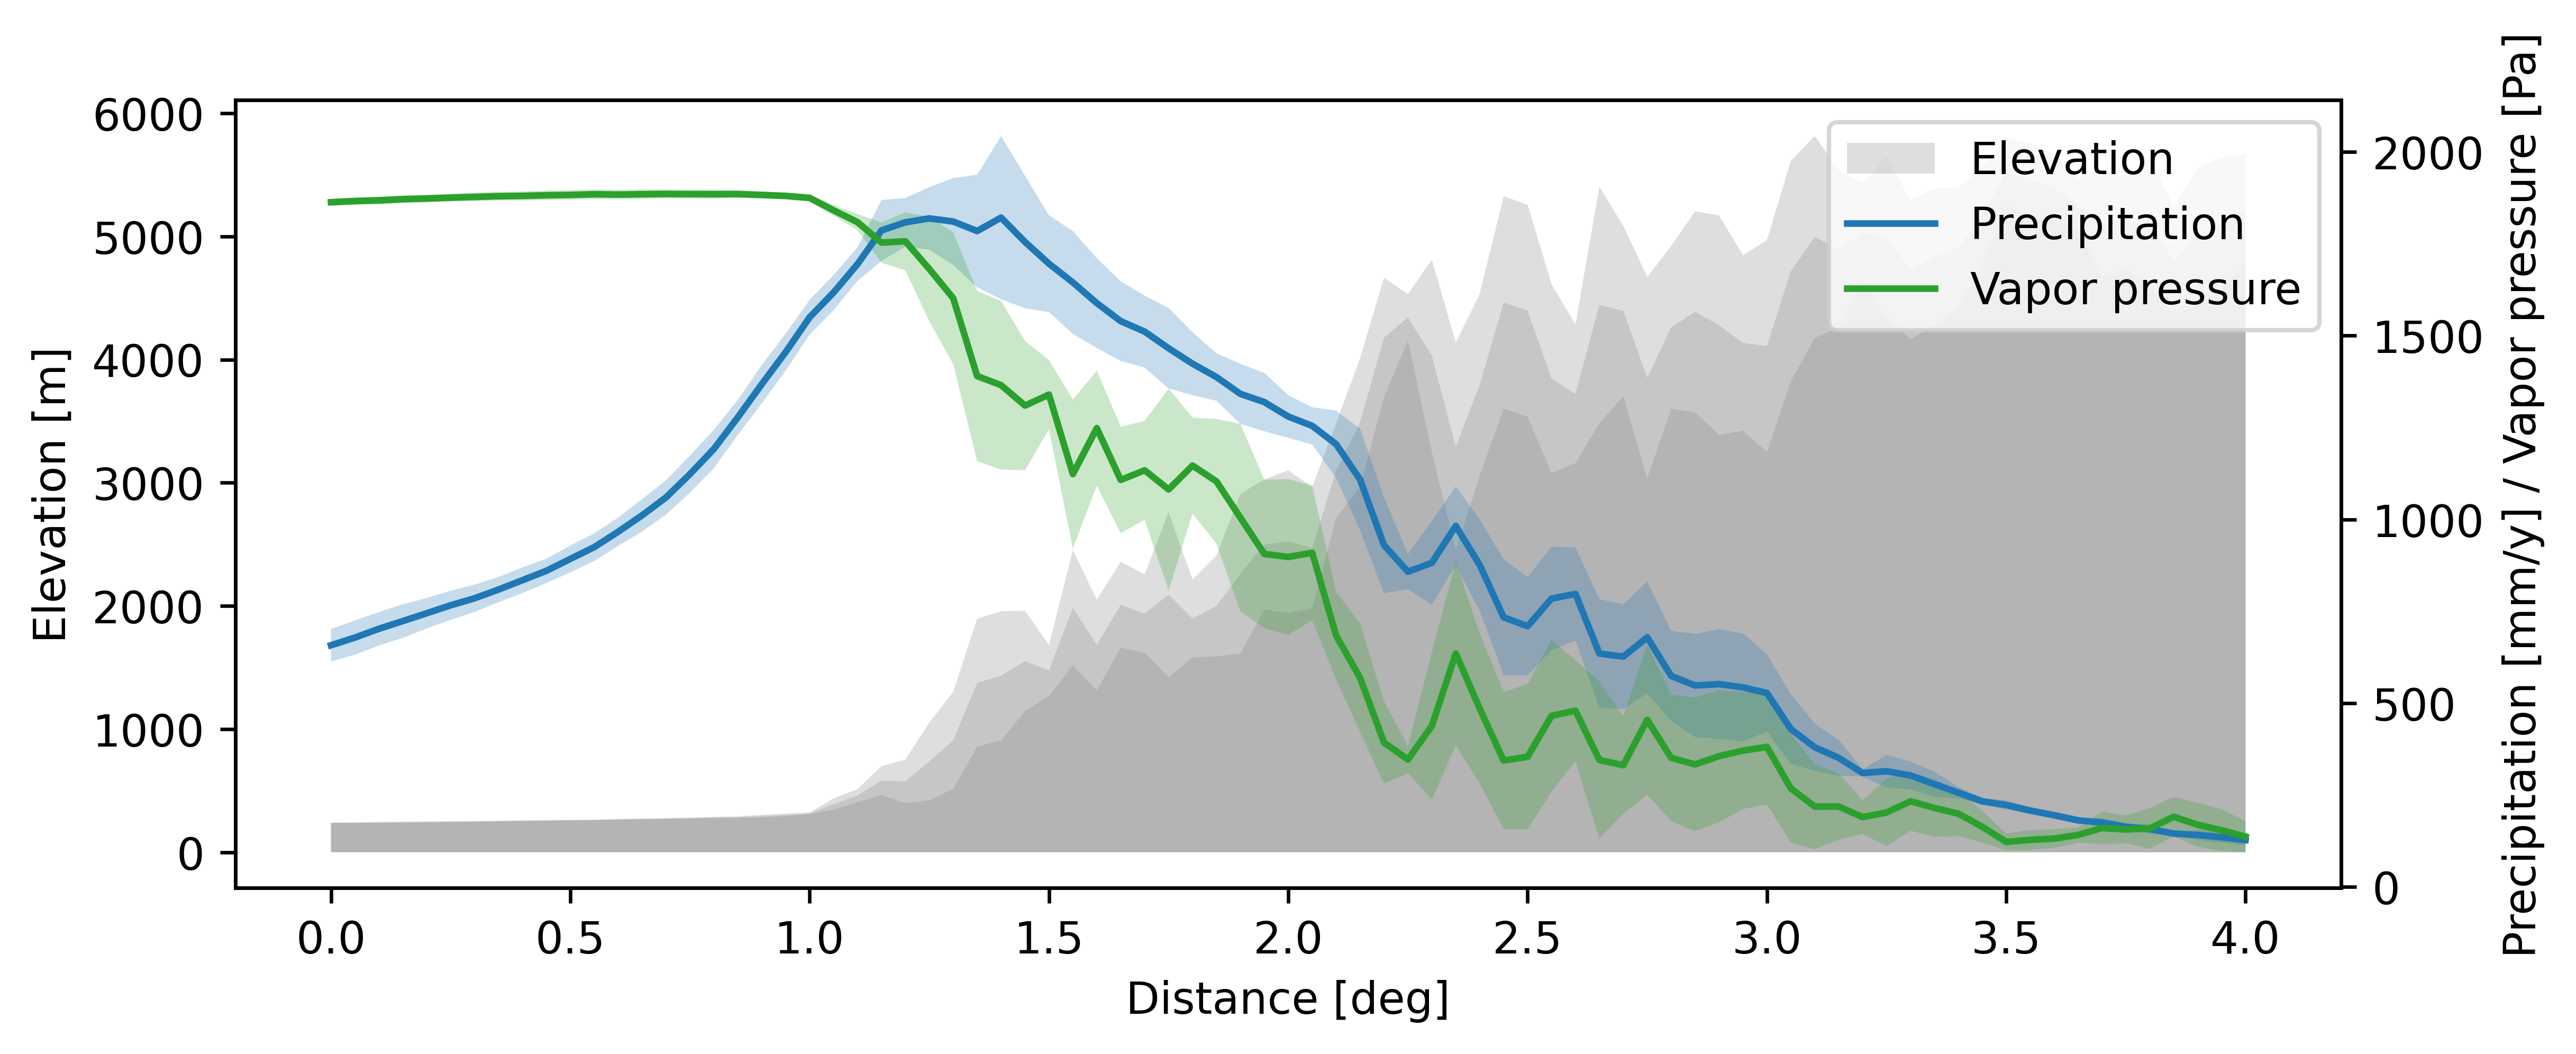 6000
5000
4000
3000
2000
1000
0
Elevation [m]
0.0 0.5 1.0 1.5 2.0 2.5 3.0 3.5 4.0
Distance [deg]
2000
1500
1000
500
0
Precipitation [mm/y] / Vapor pressure [Pa]
Elevation
Precipitation
Vapor pressure